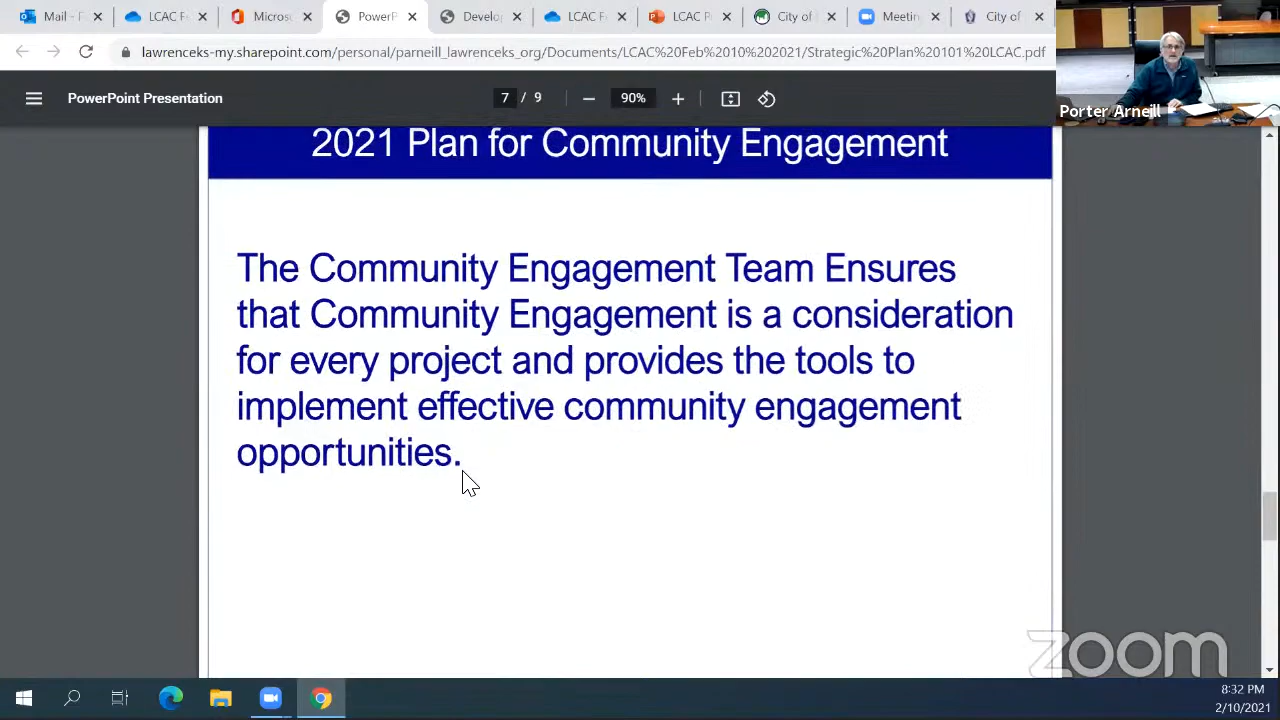 Mail - F
LCAC F
Micros
PowerP
Develo
LCAC F
LCAC P
City of
Meetin
City of
lawrenceks-my.sharepoint.com/personal/parneill_lawrenceks_org/Documents/LCAC%20Feb%2010%202021/Strategic%20Plan%20101%20LCAC.pdf
PowerPoint Presentation
7 / 9
90%
Porter Arneill
2021 Plan for Community Engagement
The Community Engagement Team Ensures
that Community Engagement is a consideration
for every project and provides the tools to
implement effective community engagement
opportunities.
zoom
8:32 PM
2/10/2021